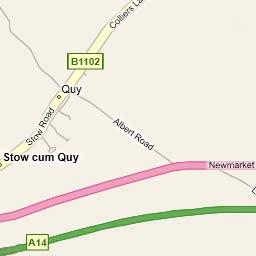 Colliers La
B1102
Quy
Stow Road
Albert Road
Stow cum Quy
Newmarket
A14